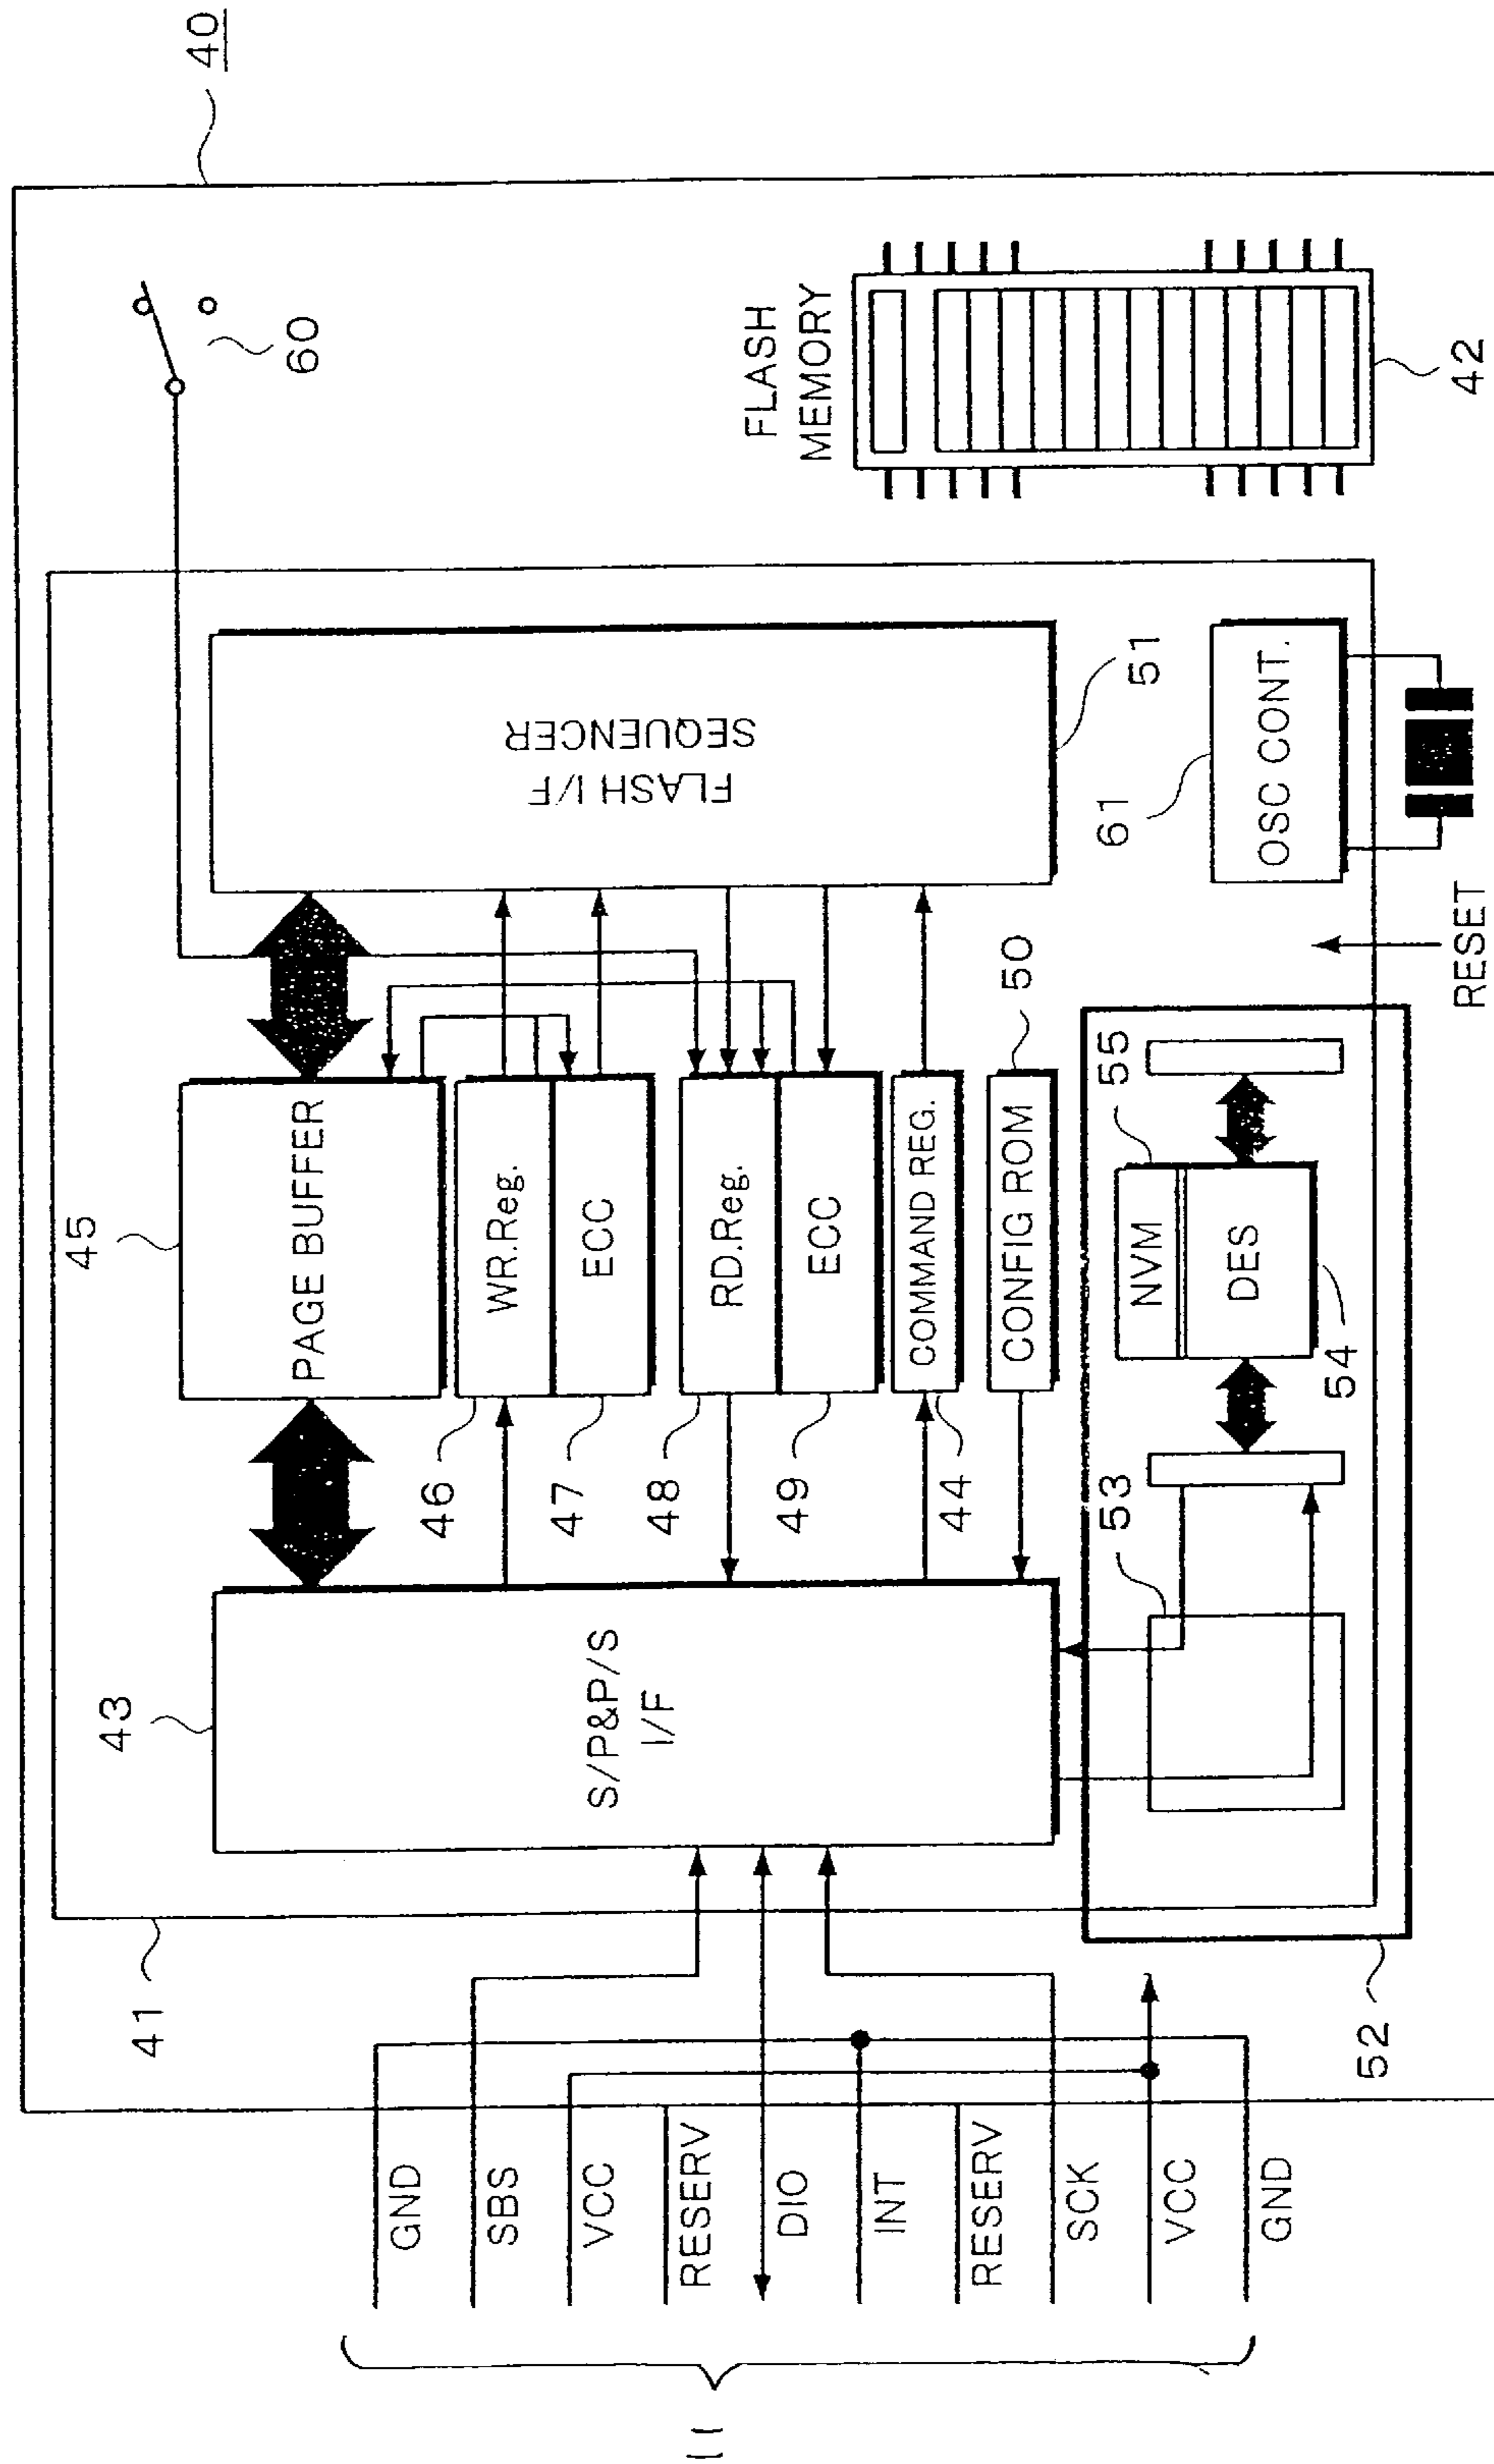 40
60
FLASH
MEMORY
42
41
43
S/P&P/S
I/F
45
PAGE BUFFER
46
WR.Reg.
47
ECC
48
RD.Reg.
49
ECC
44
COMMAND REG.
50
CONFIG ROM
FLASH I/F
SEQUENCER
51
61
OSC CONT.
RESET
52
53
54
55
NVM
DES
GND
SBS
VCC
RESERV
DIO
INT
RESERV
SCK
VCC
GND
11